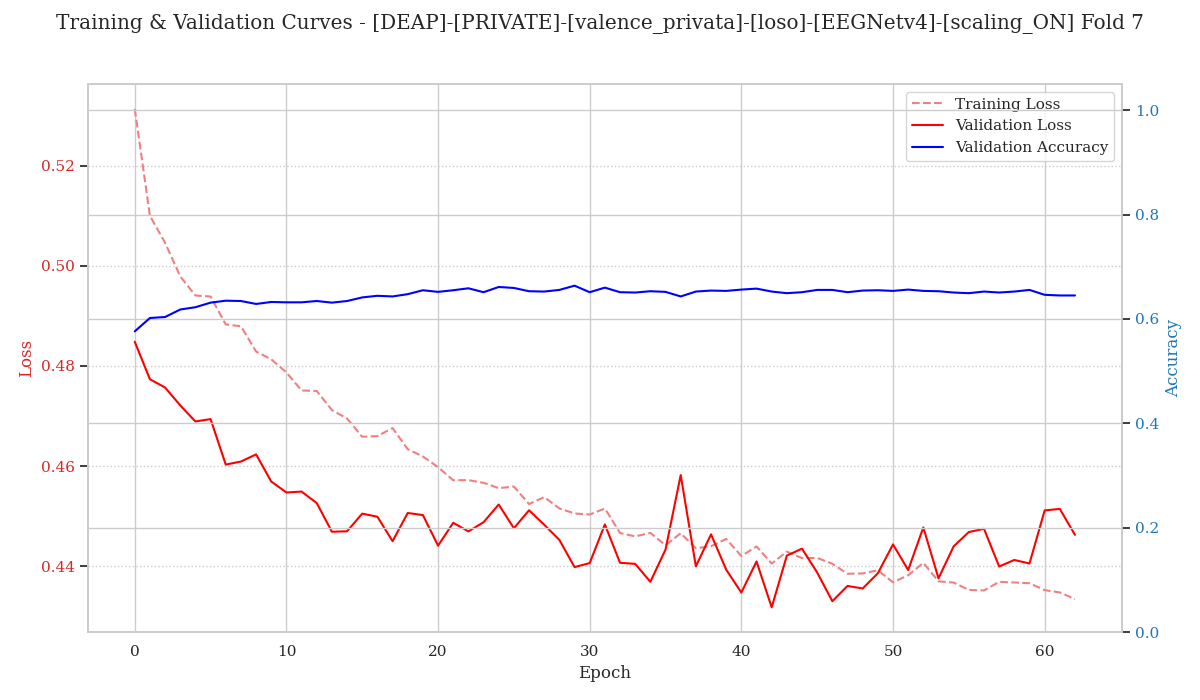 Training & Validation Curves - [DEAP]-[PRIVATE]-[valence_privata]-[loso]-[EEGNetv4]-[scaling_ON] Fold 7
Training Loss
Validation Loss
Validation Accuracy
Loss
0.52
0.50
0.48
0.46
0.44
1.0
0.8
0.6
0.4
0.2
0.0
Accuracy
0 10 20 30 40 50 60
Epoch